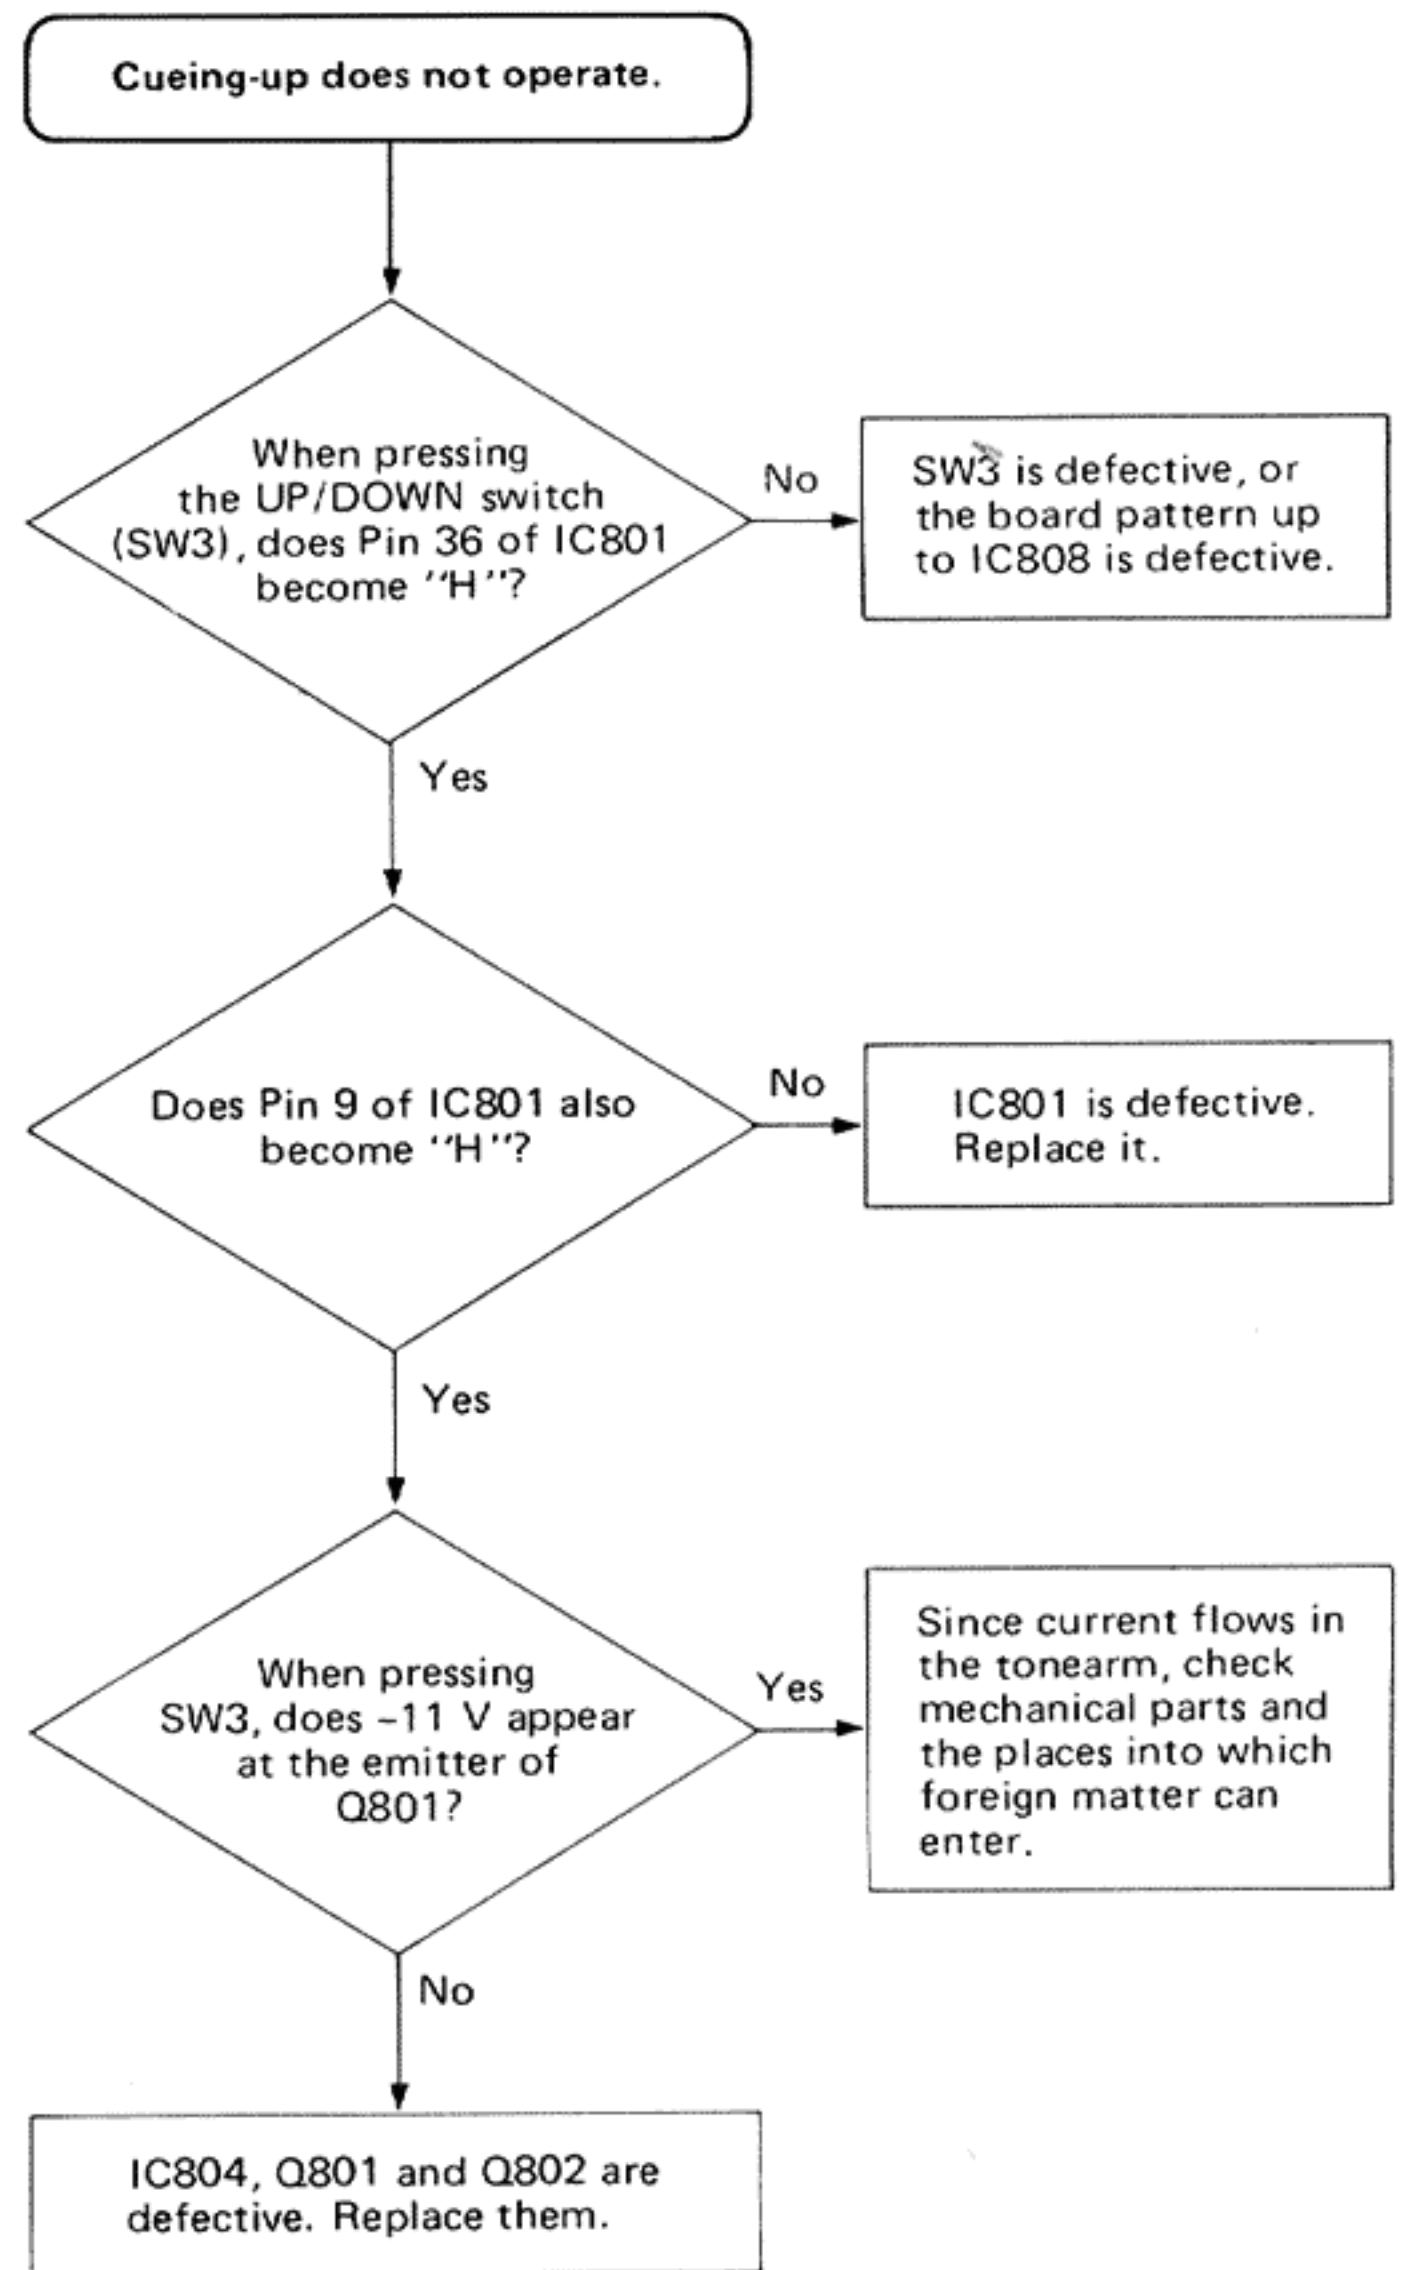 Cueing-up does not operate.
When pressing
the UP/DOWN switch
(SW3), does Pin 36 of IC801
become "H"?
No
SW3 is defective, or
the board pattern up
to IC808 is defective.
Yes
Does Pin 9 of IC801 also
become "H"?
No
IC801 is defective.
Replace it.
Yes
When pressing
SW3, does -11 V appear
at the emitter of
Q801?
Yes
Since current flows in
the tonearm, check
mechanical parts and
the places into which
foreign matter can
enter.
No
IC804, Q801 and Q802 are
defective. Replace them.